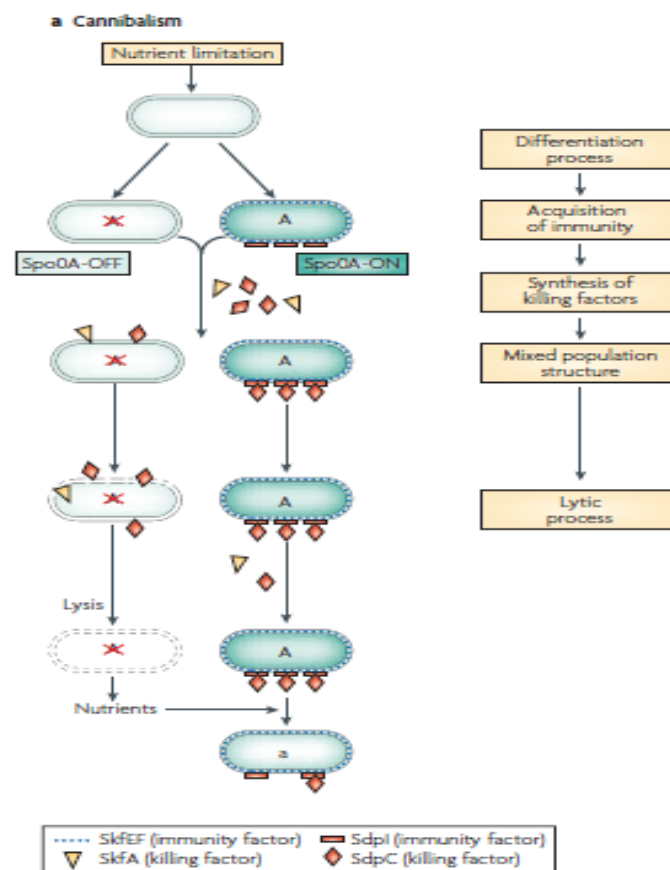 a Cannibalism
Nutrient limitation
A
A
Spo0A-OFF
Spo0A-ON
A
A
A
A
Lysis
A
A
Nutrients
a
Differentiation
process
Acquisition
of immunity
Synthesis of
killing factors
Mixed population
structure
Lytic
process
SkfEF (immunity factor)
SdpI (immunity factor)
SkfA (killing factor)
SdpC (killing factor)